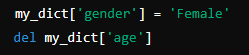 my_dict['gender'] = 'Female'
del my_dict['age']